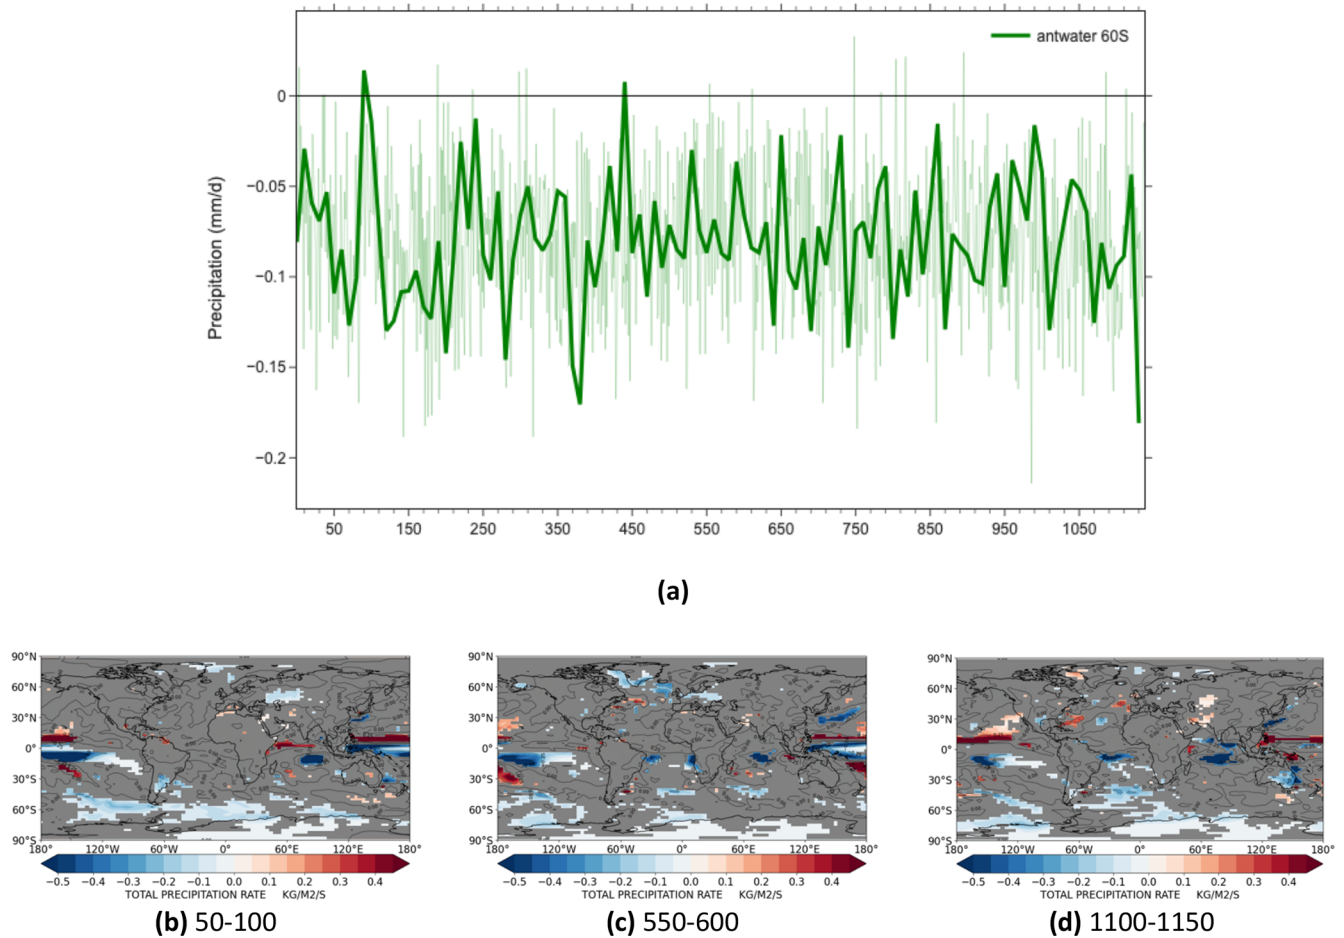 antwater 60S
0
−0.05
−0.1
−0.15
−0.2
Precipitation (mm/d)
50 150 250 350 450 550 650 750 850 950 1050
(a)
90°N
60°N
30°N
0°
30°S
60°S
90°S
180° 120°W 60°W 0° 60°E 120°E 180°
−0.5 −0.4 −0.3 −0.2 −0.1 0.0 0.1 0.2 0.3 0.4
TOTAL PRECIPITATION RATE KG/M2/S
(b) 50-100
90°N
60°N
30°N
0°
30°S
60°S
90°S
180° 120°W 60°W 0° 60°E 120°E 180°
−0.5 −0.4 −0.3 −0.2 −0.1 0.0 0.1 0.2 0.3 0.4
TOTAL PRECIPITATION RATE KG/M2/S
(c) 550-600
90°N
60°N
30°N
0°
30°S
60°S
90°S
180° 120°W 60°W 0° 60°E 120°E 180°
−0.5 −0.4 −0.3 −0.2 −0.1 0.0 0.1 0.2 0.3 0.4
TOTAL PRECIPITATION RATE KG/M2/S
(d) 1100-1150